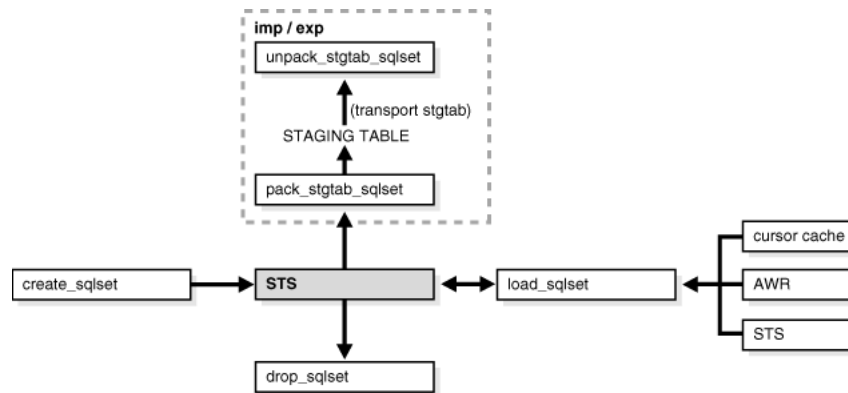 imp / exp
unpack_stgtab_sqlset
(transport stgtab)
STAGING TABLE
pack_stgtab_sqlset
cursor cache
create_sqlset
STS
load_sqlset
AWR
STS
drop_sqlset